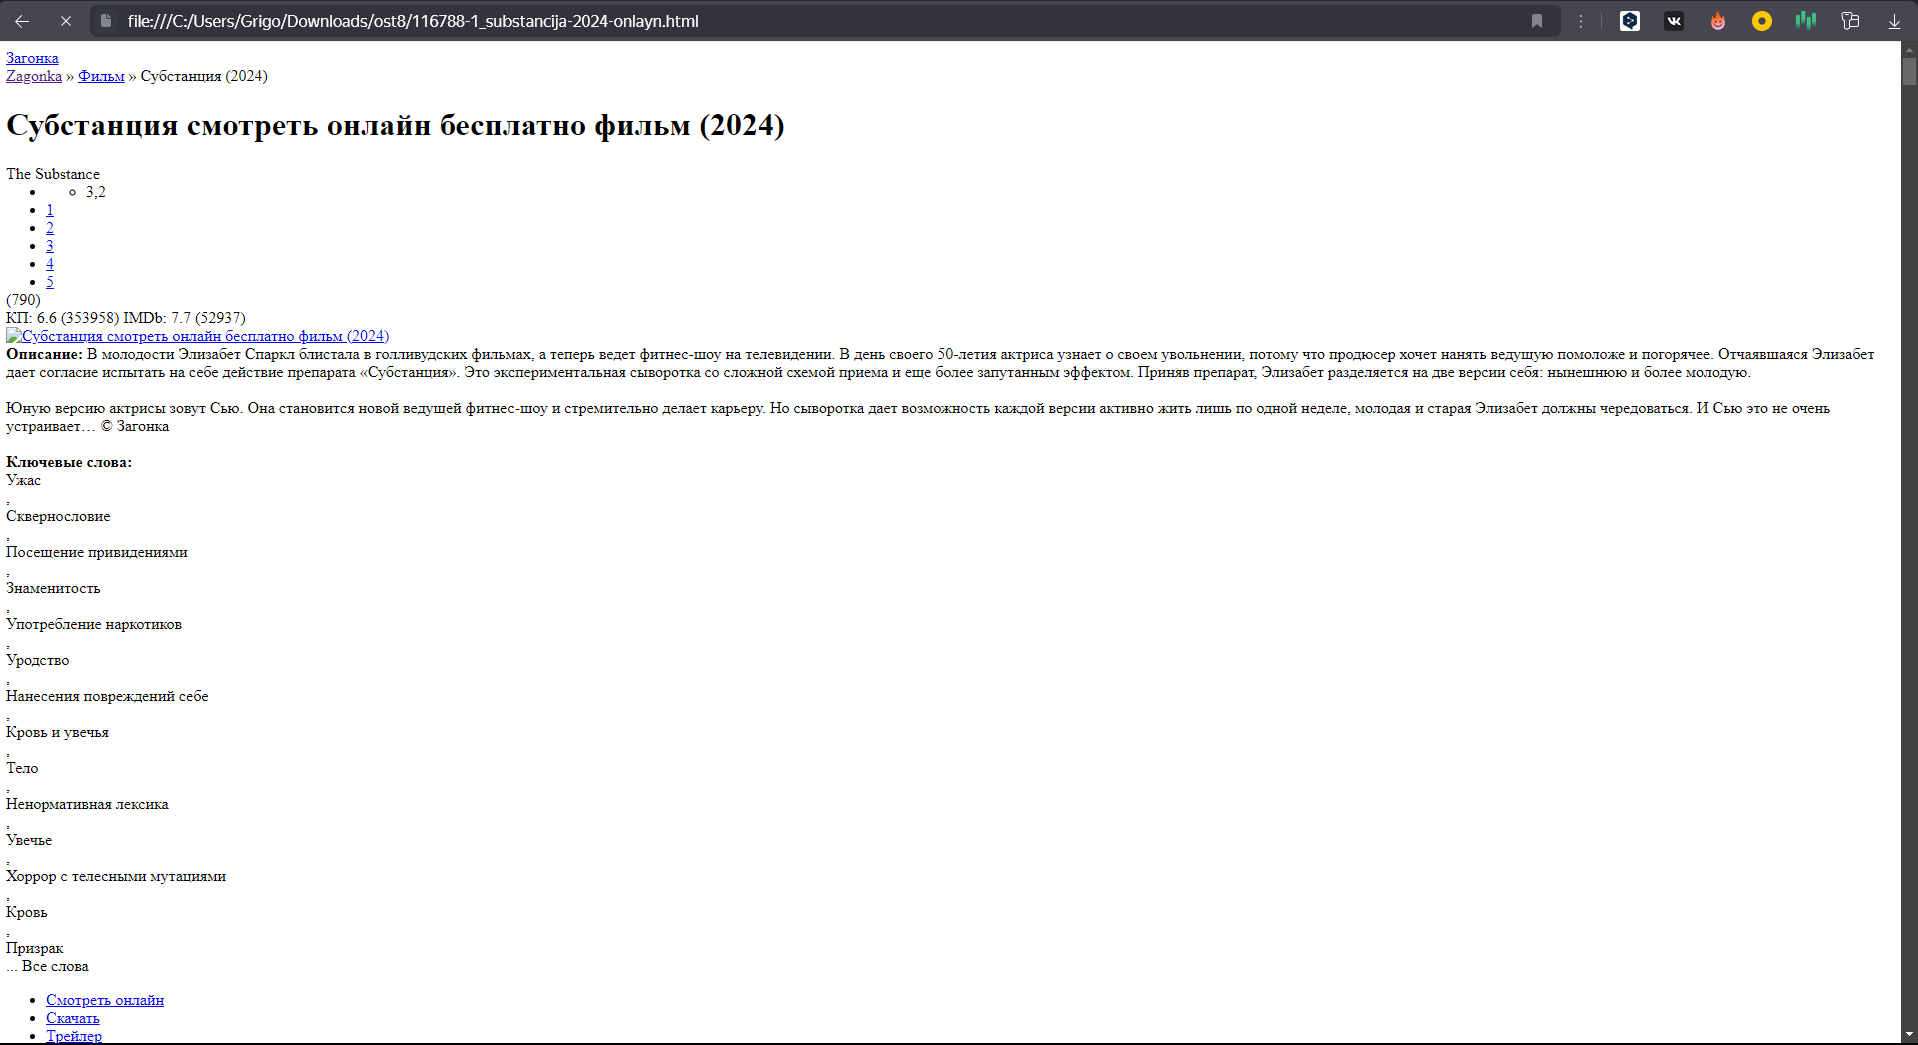 file:///C:/Users/Grigo/Downloads/ost8/116788-1_substancija-2024-onlayn.html
Загонка
Zagonka » Фильм » Субстанция (2024)
Субстанция смотреть онлайн бесплатно фильм (2024)
The Substance
3,2
1
2
3
4
5
(790)
КП: 6.6 (353958) IMDb: 7.7 (52937)
Субстанция смотреть онлайн бесплатно фильм (2024)
Описание: В молодости Элизабет Спаркл блистала в голливудских фильмах, а теперь ведет фитнес-шоу на телевидении. В день своего 50-летия актриса узнает о своем увольнении, потому что продюсер хочет нанять ведущую помоложе и погорячее. Отчаявшаяся Элизабет
дает согласие испытать на себе действие препарата «Субстанция». Это экспериментальная сыворотка со сложной схемой приема и еще более запутанным эффектом. Приняв препарат, Элизабет разделяется на две версии себя: нынешнюю и более молодую.
Юную версию актрисы зовут Сью. Она становится новой ведущей фитнес-шоу и стремительно делает карьеру. Но сыворотка дает возможность каждой версии активно жить лишь по одной неделе, молодая и старая Элизабет должны чередоваться. И Сью это не очень
устраивает… © Загонка
Ключевые слова:
Ужас
,
Сквернословие
,
Посещение привидениями
,
Знаменитость
,
Употребление наркотиков
,
Уродство
,
Нанесения повреждений себе
,
Кровь и увечья
,
Тело
,
Ненормативная лексика
,
Увечье
,
Хоррор с телесными мутациями
,
Кровь
,
Призрак
... Все слова
Смотреть онлайн
Скачать
Трейлер